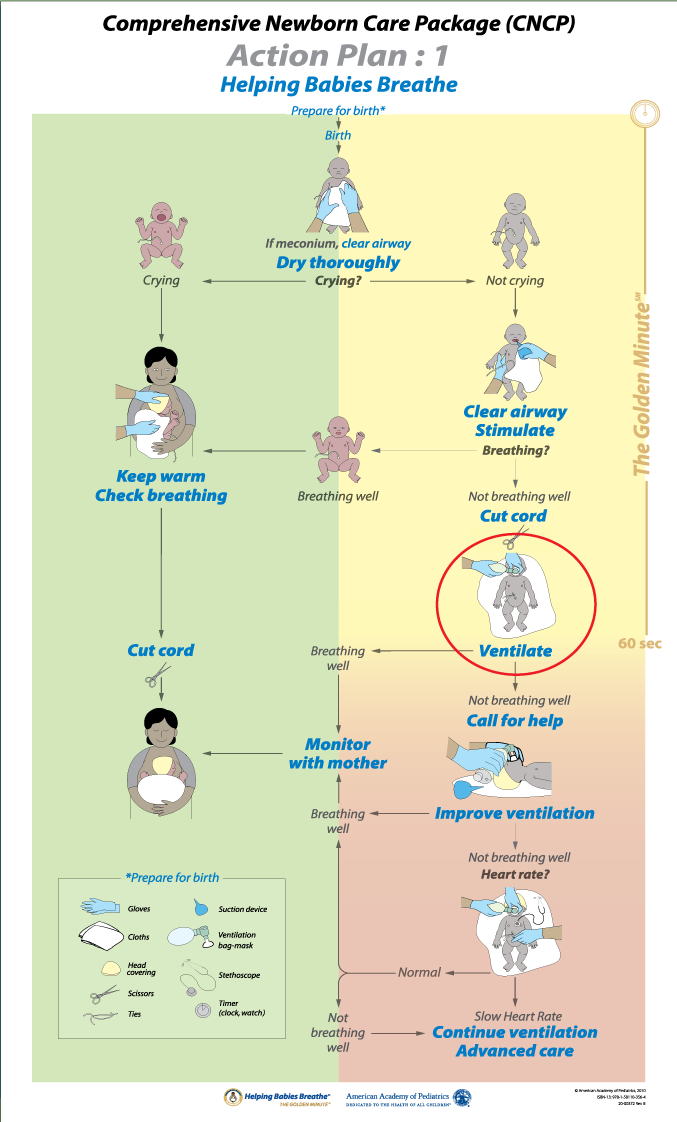 Comprehensive Newborn Care Package (CNCP)
Action Plan : 1
Helping Babies Breathe
Prepare for birth*
Birth
If meconium, clear airway
Dry thoroughly
Crying
Crying?
Not crying
The Golden Minute℠
Clear airway
Stimulate
Breathing?
Keep warm
Check breathing
Breathing well
Not breathing well
Cut cord
Cut cord
Breathing
well
Ventilate
60 sec
Not breathing well
Call for help
Monitor
with mother
Breathing
well
Improve ventilation
Not breathing well
Heart rate?
*Prepare for birth
Gloves
Suction device
Cloths
Ventilation
bag-mask
Head
covering
Stethoscope
Scissors
Timer
(clock, watch)
Ties
Normal
Not
breathing
well
Slow Heart Rate
Continue ventilation
Advanced care
Helping Babies Breathe®
THE GOLDEN MINUTE℠
American Academy of Pediatrics
DEDICATED TO THE HEALTH OF ALL CHILDREN™
© American Academy of Pediatrics, 2010